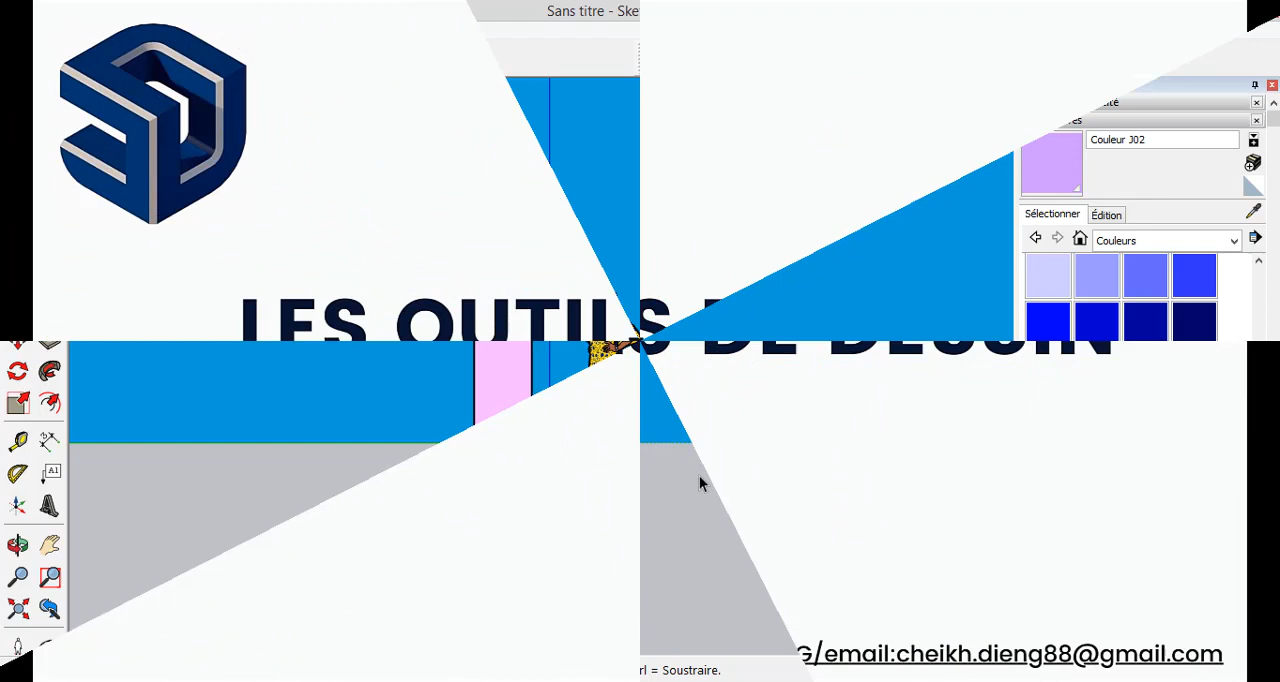 Sans titre - Ske
Couleur J02
Sélectionner
Édition
Couleurs
LES OUTILS DE DESSIN
A1
G/email:cheikh.dieng88@gmail.com
rl = Soustraire.